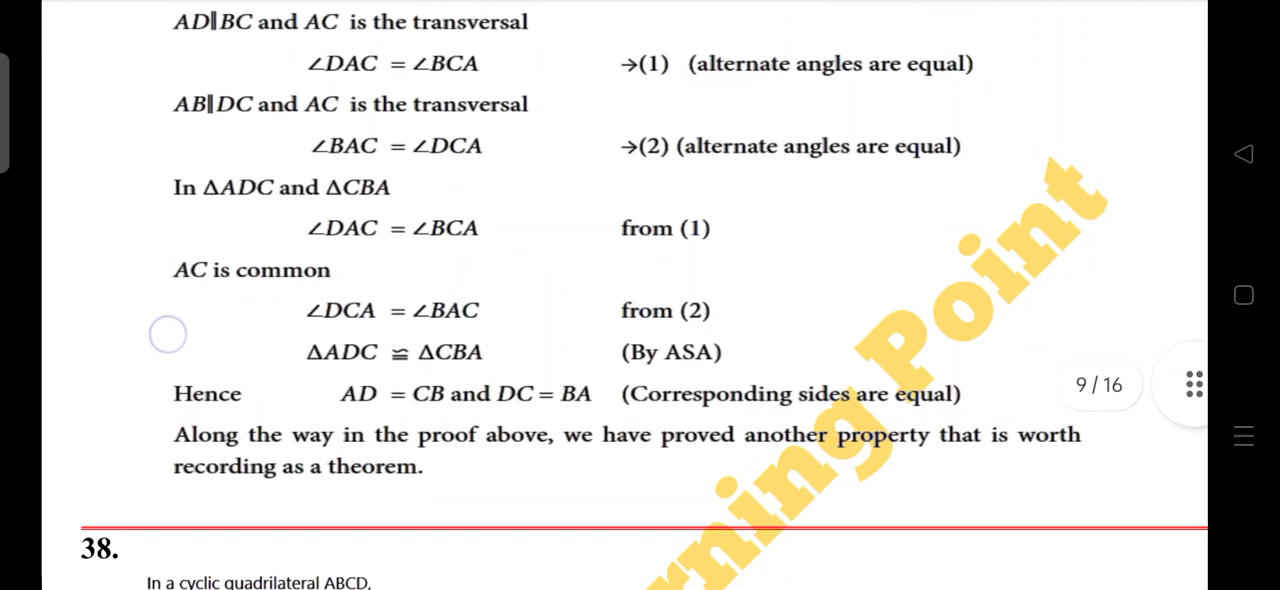 AD∥BC and AC is the transversal
∠DAC = ∠BCA →(1) (alternate angles are equal)
AB∥DC and AC is the transversal
∠BAC = ∠DCA →(2) (alternate angles are equal)
In ΔADC and ΔCBA
∠DAC = ∠BCA from (1)
AC is common
∠DCA = ∠BAC from (2)
ΔADC ≌ ΔCBA (By ASA)
Hence AD = CB and DC = BA (Corresponding sides are equal)
Along the way in the proof above, we have proved another property that is worth
recording as a theorem.
38.
In a cyclic quadrilateral ABCD,
9 / 16
rning Point